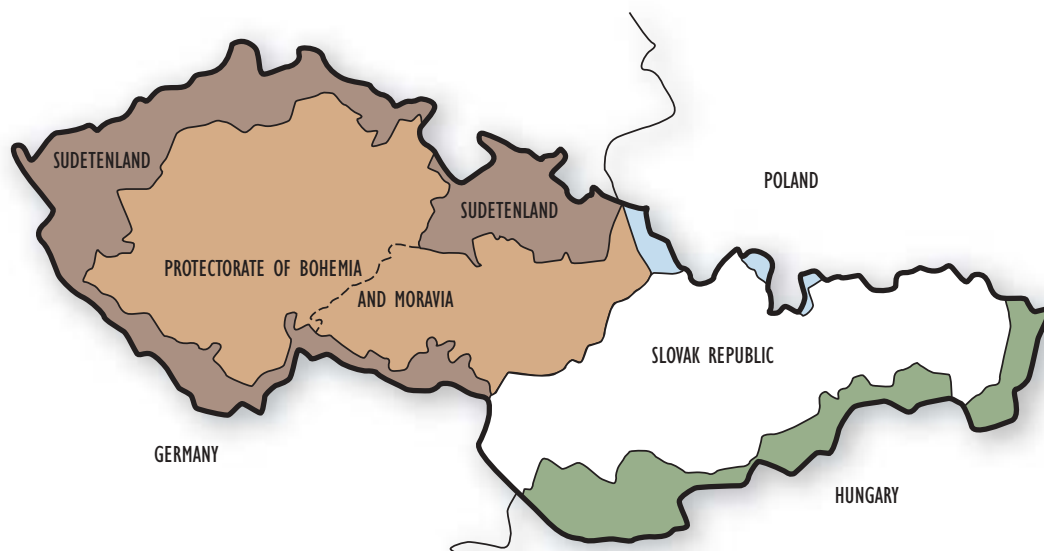 SUDETENLAND
POLAND
SUDETENLAND
PROTECTORATE OF BOHEMIA
AND MORAVIA
SLOVAK REPUBLIC
GERMANY
HUNGARY